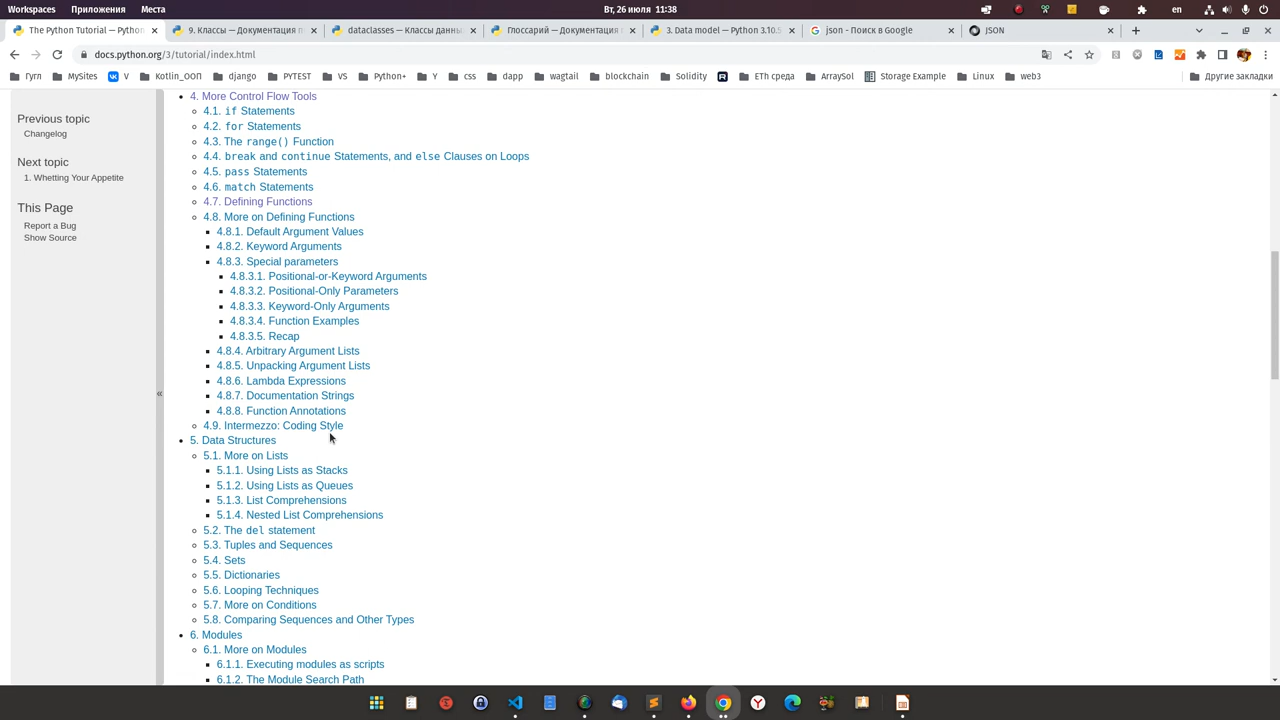 Workspaces Приложения Места Вт, 26 июля 11:38 en
The Python Tutorial — Python 9. Классы — Документация п dataclasses — Классы данны Глоссарий — Документация 3. Data model — Python 3.10.5 json - Поиск в Google JSON
docs.python.org/3/tutorial/index.html
Гугл MySites V Kotlin_ООП django PYTEST VS Python+ Y css dapp wagtail blockchain Solidity ETh среда ArraySol Storage Example Linux web3 Другие закладки
Previous topic
Changelog
Next topic
1. Whetting Your Appetite
This Page
Report a Bug
Show Source
«
4. More Control Flow Tools
4.1. if Statements
4.2. for Statements
4.3. The range() Function
4.4. break and continue Statements, and else Clauses on Loops
4.5. pass Statements
4.6. match Statements
4.7. Defining Functions
4.8. More on Defining Functions
4.8.1. Default Argument Values
4.8.2. Keyword Arguments
4.8.3. Special parameters
4.8.3.1. Positional-or-Keyword Arguments
4.8.3.2. Positional-Only Parameters
4.8.3.3. Keyword-Only Arguments
4.8.3.4. Function Examples
4.8.3.5. Recap
4.8.4. Arbitrary Argument Lists
4.8.5. Unpacking Argument Lists
4.8.6. Lambda Expressions
4.8.7. Documentation Strings
4.8.8. Function Annotations
4.9. Intermezzo: Coding Style
5. Data Structures
5.1. More on Lists
5.1.1. Using Lists as Stacks
5.1.2. Using Lists as Queues
5.1.3. List Comprehensions
5.1.4. Nested List Comprehensions
5.2. The del statement
5.3. Tuples and Sequences
5.4. Sets
5.5. Dictionaries
5.6. Looping Techniques
5.7. More on Conditions
5.8. Comparing Sequences and Other Types
6. Modules
6.1. More on Modules
6.1.1. Executing modules as scripts
6.1.2. The Module Search Path